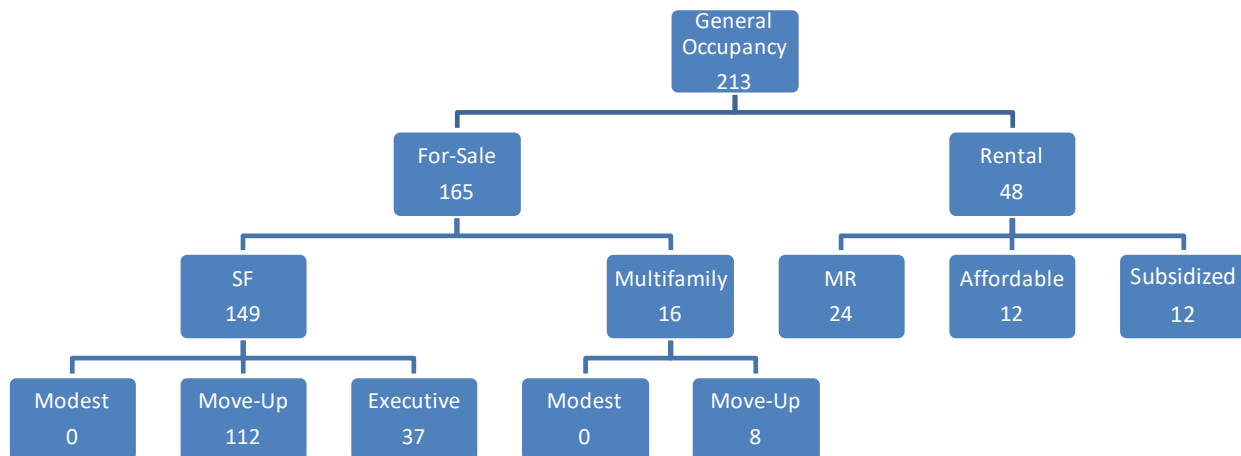 General
Occupancy
213
For-Sale
165
Rental
48
SF
149
Multifamily
16
MR
24
Affordable
12
Subsidized
12
Modest
0
Move-Up
112
Executive
37
Modest
0
Move-Up
8